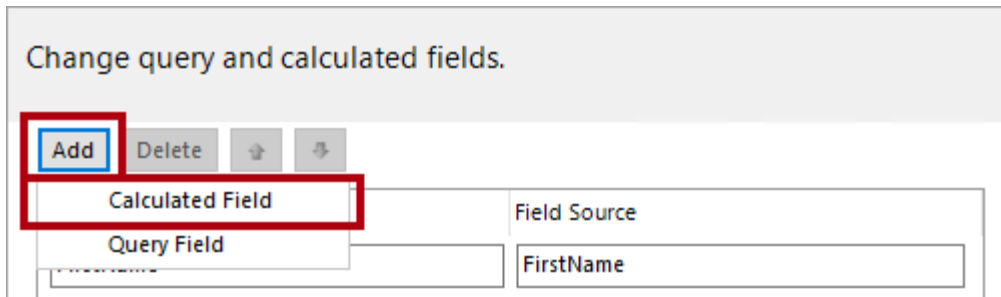 Change query and calculated fields.
Add Delete
Calculated Field
Field Source
Query Field
FirstName